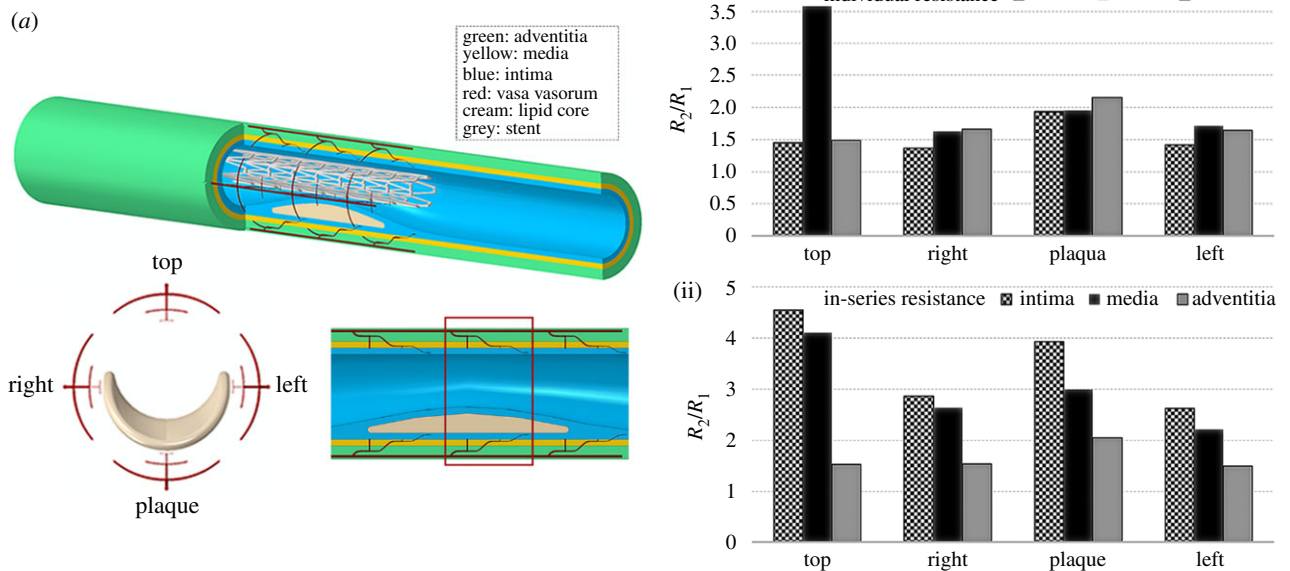 (a)
green: adventitia
yellow: media
blue: intima
red: vasa vasorum
cream: lipid core
grey: stent
top
right
left
plaque
3.5
3.0
2.5
2.0
1.5
1.0
0.5
0
R2/R1
top right plaqua left
(ii)
in-series resistance intima media adventitia
5
4
3
2
1
0
R2/R1
top right plaque left